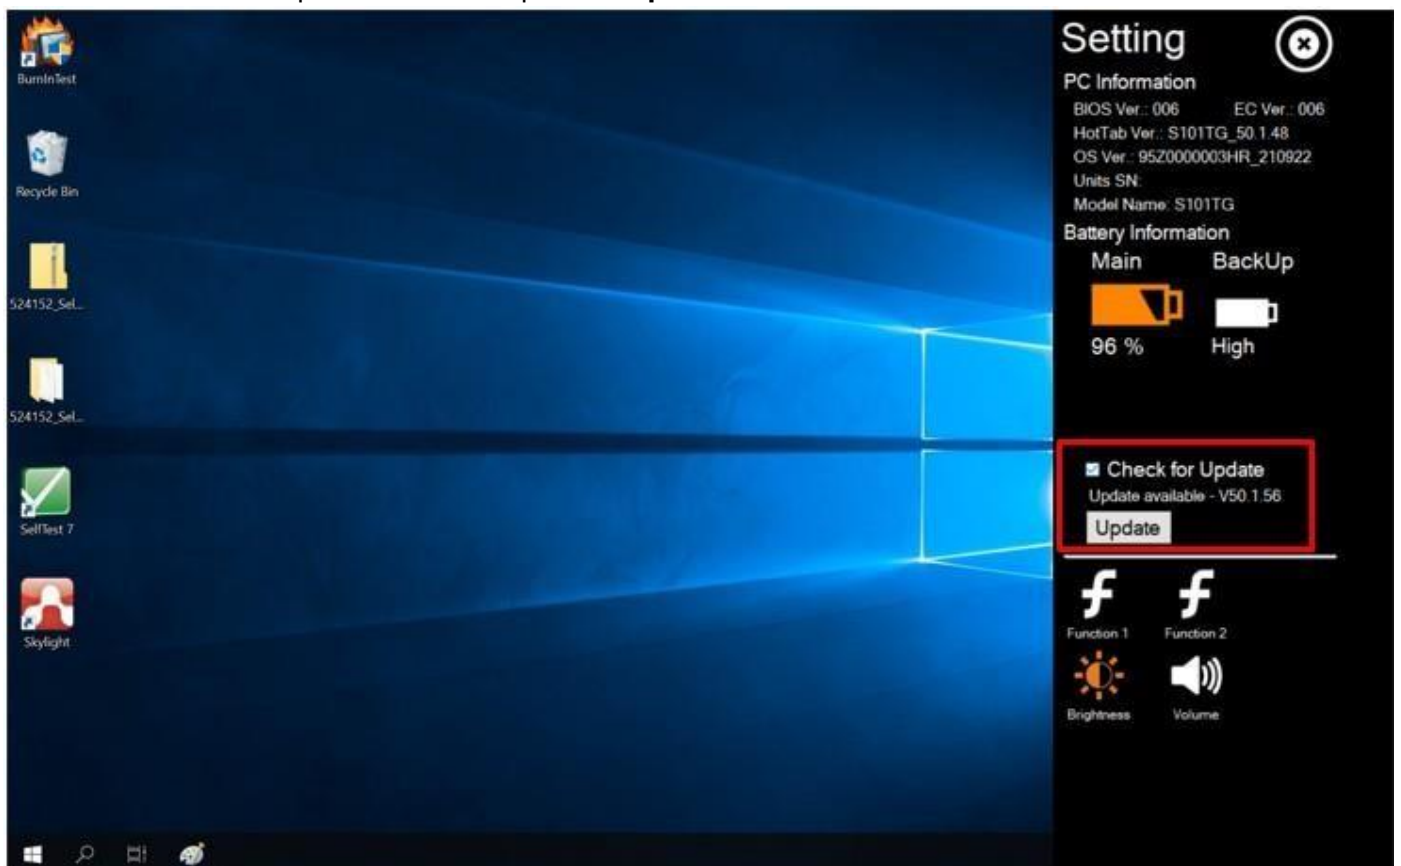 BurnInTest
Recycle Bin
524152_Sel...
524152_Sel...
SelfTest 7
Skylight
Setting
PC Information
BIOS Ver.: 006 EC Ver.: 006
HotTab Ver.: S101TG_50.1.48
OS Ver.: 95Z0000003HR_210922
Units SN:
Model Name: S101TG
Battery Information
Main BackUp
96 % High
Check for Update
Update available - V50.1.56
Update
Function 1 Function 2
Brightness Volume